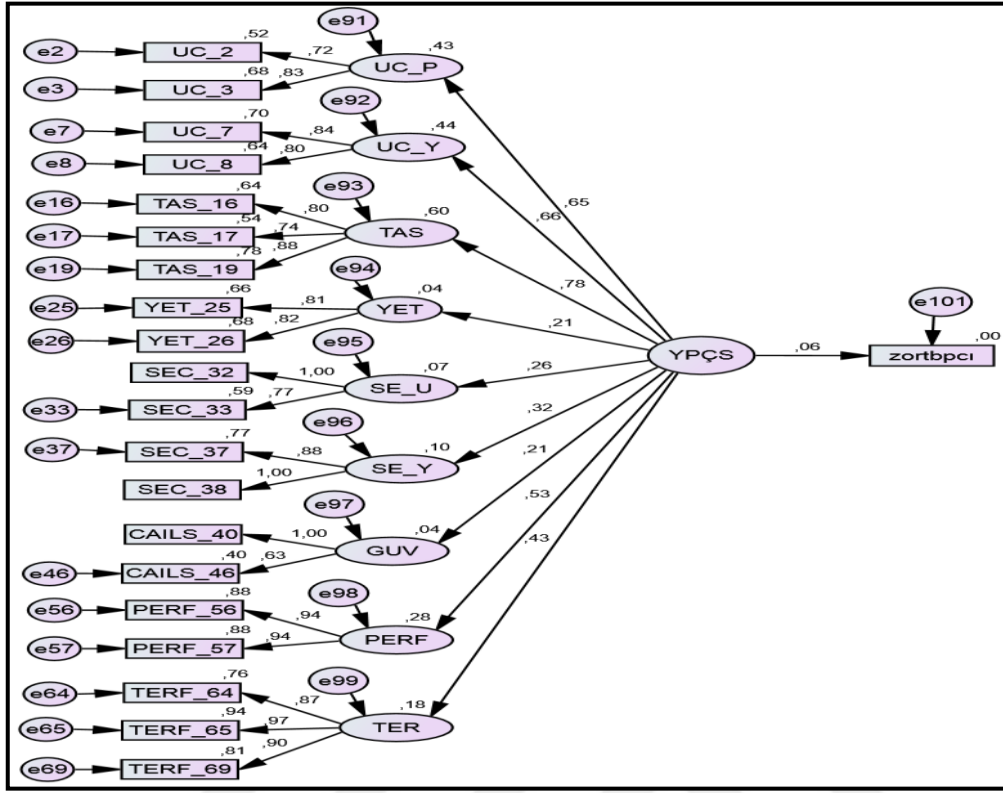 e91
,43
,52
e2
UC_2
,72
UC_P
,68
,83
e3
UC_3
e92
,44
,70
e7
UC_7
,84
UC_Y
,64
,80
e8
UC_8
e93
,60
,64
e16
TAS_16
,80
TAS
,54
,74
e17
TAS_17
,78
,88
e19
TAS_19
e94
,04
,66
e25
YET_25
,81
YET
,68
,82
e26
YET_26
e95
,07
SEC_32
1,00
SE_U
,59
,77
e33
SEC_33
e96
,10
,77
e37
SEC_37
,88
SE_Y
1,00
SEC_38
e97
,04
CAILS_40
1,00
GUV
,40
,63
e46
CAILS_46
e98
,28
,88
e56
PERF_56
,94
PERF
,88
,94
e57
PERF_57
e99
,18
,76
e64
TERF_64
,87
TER
,94
,97
e65
TERF_65
,81
,90
e69
TERF_69
,65
,66
,78
,21
,26
,32
,21
,53
,43
YPÇS
,06
e101
,00
zortbpcı